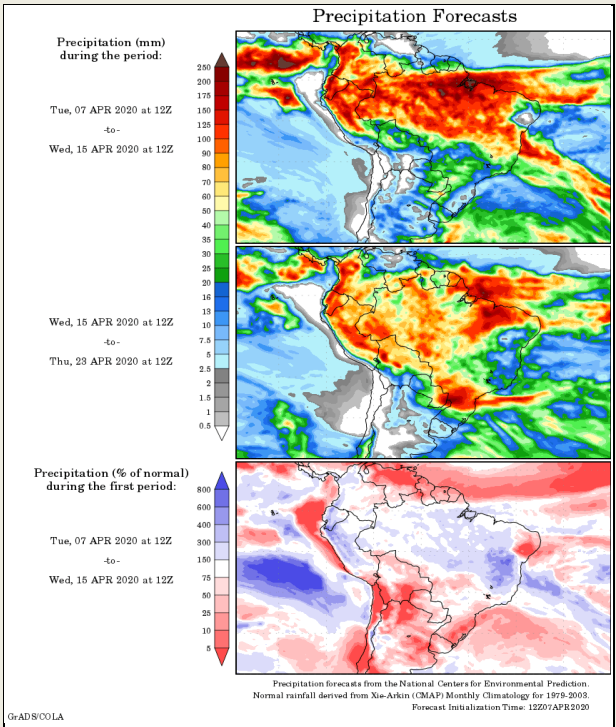 Precipitation Forecasts
Precipitation (mm)
during the period:
Tue, 07 APR 2020 at 12Z
-to-
Wed, 15 APR 2020 at 12Z
250
200
175
150
125
100
90
80
70
60
50
40
35
30
25
20
16
13
10
7.5
5
2.5
2
1.5
1
0.5
Wed, 15 APR 2020 at 12Z
-to-
Thu, 23 APR 2020 at 12Z
Precipitation (% of normal)
during the first period:
Tue, 07 APR 2020 at 12Z
-to-
Wed, 15 APR 2020 at 12Z
800
600
400
300
150
75
50
25
10
5
Precipitation forecasts from the National Centers for Environmental Prediction.
Normal rainfall derived from Xie-Arkin (CMAP) Monthly Climatology for 1979-2003.
Forecast Initialization Time: 12Z07APR2020
GrADS/COLA